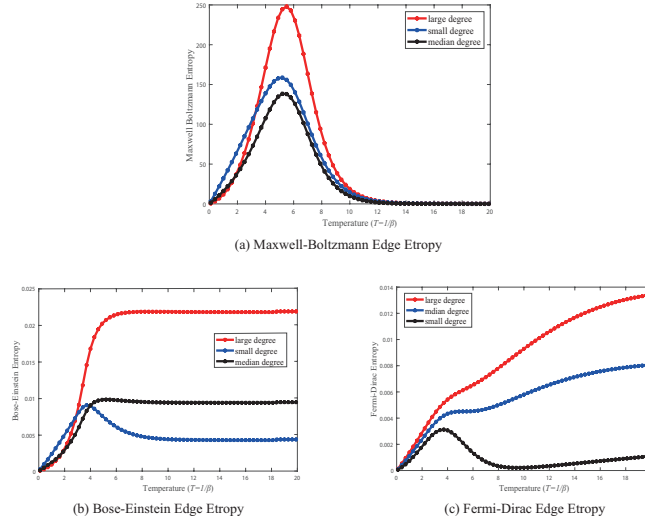 250
200
150
100
50
0
Maxwell Boltzmann Entropy
large degree
small degree
median degree
0 2 4 6 8 10 12 14 16 18 20
Temperature (T=1/β)
(a) Maxwell-Boltzmann Edge Etropy
0.025
0.02
0.015
0.01
0.005
0
Bose-Einstein Entropy
large degree
small degree
median degree
0 2 4 6 8 10 12 14 16 18 20
Temperature (T=1/β)
(b) Bose-Einstein Edge Etropy
0.014
0.012
0.01
0.008
0.006
0.004
0.002
0
Fermi-Dirac Entropy
large degree
mdian degree
small degree
0 2 4 6 8 10 12 14 16 18
Temperature (T=1/β)
(c) Fermi-Dirac Edge Etropy